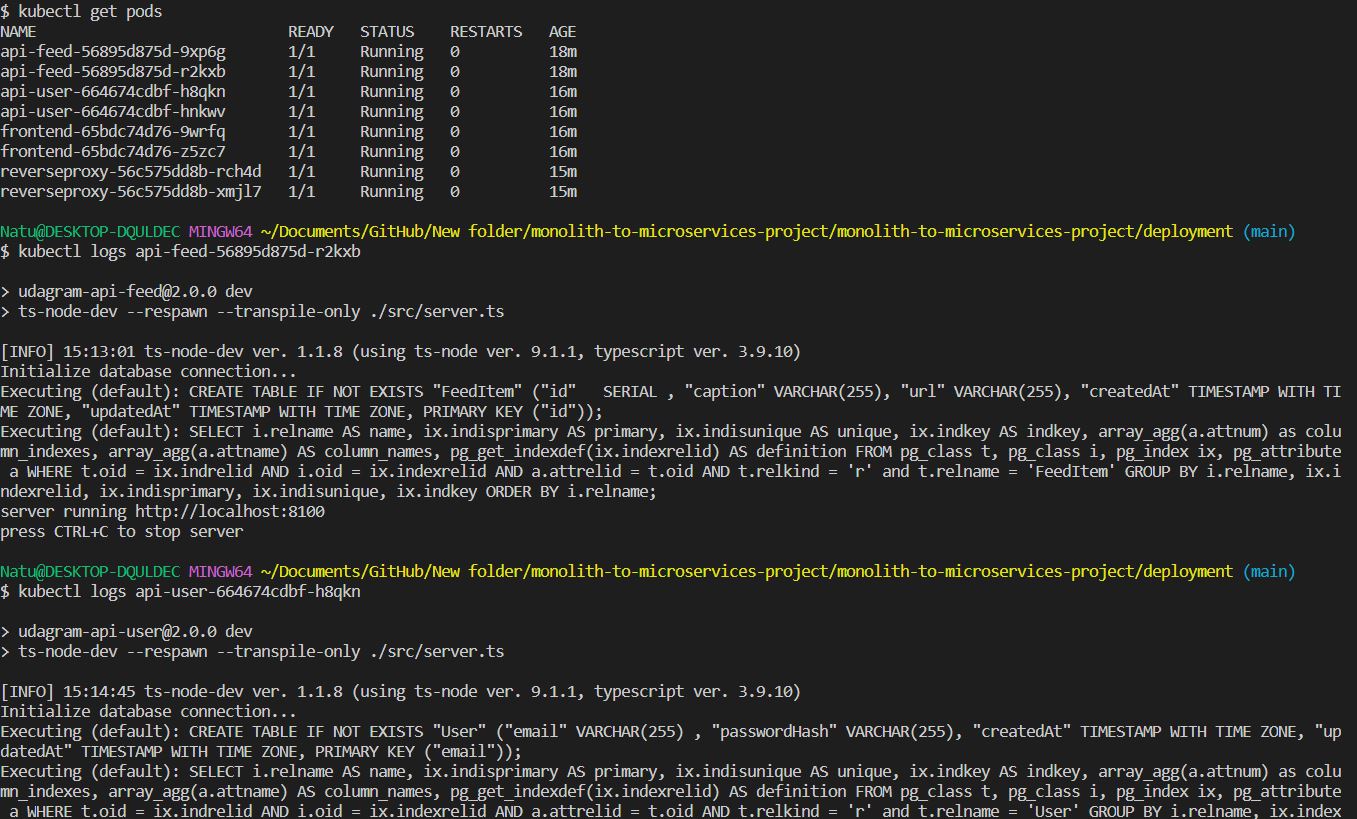 $ kubectl get pods
NAME READY STATUS RESTARTS AGE
api-feed-56895d875d-9xp6g 1/1 Running 0 18m
api-feed-56895d875d-r2kxb 1/1 Running 0 18m
api-user-664674cdbf-h8qkn 1/1 Running 0 16m
api-user-664674cdbf-hnkwv 1/1 Running 0 16m
frontend-65bdc74d76-9wrfq 1/1 Running 0 16m
frontend-65bdc74d76-z5zc7 1/1 Running 0 16m
reverseproxy-56c575dd8b-rch4d 1/1 Running 0 15m
reverseproxy-56c575dd8b-xmjl7 1/1 Running 0 15m
Natu@DESKTOP-DQULDEC MINGW64 ~/Documents/GitHub/New folder/monolith-to-microservices-project/monolith-to-microservices-project/deployment (main)
$ kubectl logs api-feed-56895d875d-r2kxb
> udagram-api-feed@2.0.0 dev
> ts-node-dev --respawn --transpile-only ./src/server.ts
[INFO] 15:13:01 ts-node-dev ver. 1.1.8 (using ts-node ver. 9.1.1, typescript ver. 3.9.10)
Initialize database connection...
Executing (default): CREATE TABLE IF NOT EXISTS "FeedItem" ("id"   SERIAL , "caption" VARCHAR(255), "url" VARCHAR(255), "createdAt" TIMESTAMP WITH TI
ME ZONE, "updatedAt" TIMESTAMP WITH TIME ZONE, PRIMARY KEY ("id"));
Executing (default): SELECT i.relname AS name, ix.indisprimary AS primary, ix.indisunique AS unique, ix.indkey AS indkey, array_agg(a.attnum) as colu
mn_indexes, array_agg(a.attname) AS column_names, pg_get_indexdef(ix.indexrelid) AS definition FROM pg_class t, pg_class i, pg_index ix, pg_attribute
 a WHERE t.oid = ix.indrelid AND i.oid = ix.indexrelid AND a.attrelid = t.oid AND t.relkind = 'r' and t.relname = 'FeedItem' GROUP BY i.relname, ix.i
ndexrelid, ix.indisprimary, ix.indisunique, ix.indkey ORDER BY i.relname;
server running http://localhost:8100
press CTRL+C to stop server
Natu@DESKTOP-DQULDEC MINGW64 ~/Documents/GitHub/New folder/monolith-to-microservices-project/monolith-to-microservices-project/deployment (main)
$ kubectl logs api-user-664674cdbf-h8qkn
> udagram-api-user@2.0.0 dev
> ts-node-dev --respawn --transpile-only ./src/server.ts
[INFO] 15:14:45 ts-node-dev ver. 1.1.8 (using ts-node ver. 9.1.1, typescript ver. 3.9.10)
Initialize database connection...
Executing (default): CREATE TABLE IF NOT EXISTS "User" ("email" VARCHAR(255) , "passwordHash" VARCHAR(255), "createdAt" TIMESTAMP WITH TIME ZONE, "up
datedAt" TIMESTAMP WITH TIME ZONE, PRIMARY KEY ("email"));
Executing (default): SELECT i.relname AS name, ix.indisprimary AS primary, ix.indisunique AS unique, ix.indkey AS indkey, array_agg(a.attnum) as colu
mn_indexes, array_agg(a.attname) AS column_names, pg_get_indexdef(ix.indexrelid) AS definition FROM pg_class t, pg_class i, pg_index ix, pg_attribute
 a WHERE t.oid = ix.indrelid AND i.oid = ix.indexrelid AND a.attrelid = t.oid AND t.relkind = 'r' and t.relname = 'User' GROUP BY i.relname, ix.index